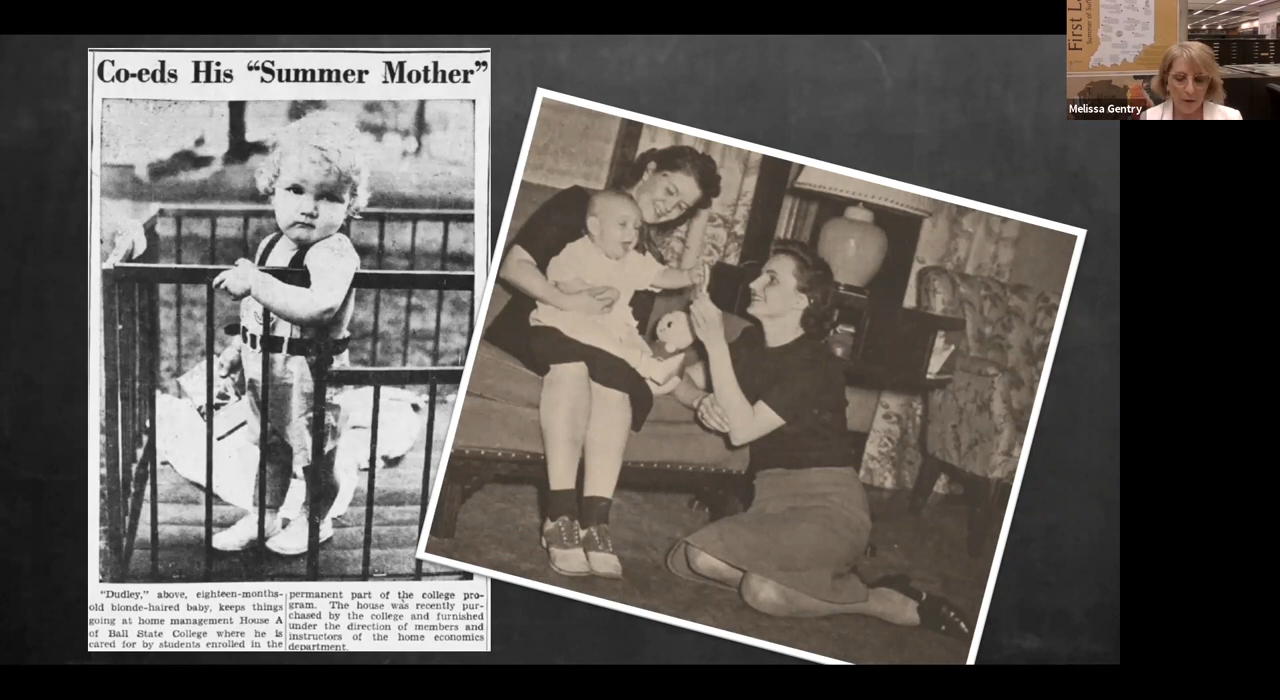 Co-eds His “Summer Mother”
“Dudley,” above, eighteen-months-
old blonde-haired baby, keeps things
going at home management House A
of Ball State College where he is
cared for by students enrolled in the
permanent part of the college pro-
gram. The house was recently pur-
chased by the college and furnished
under the direction of members and
instructors of the home economics
department.
First L
Summer of Su
Melissa Gentry